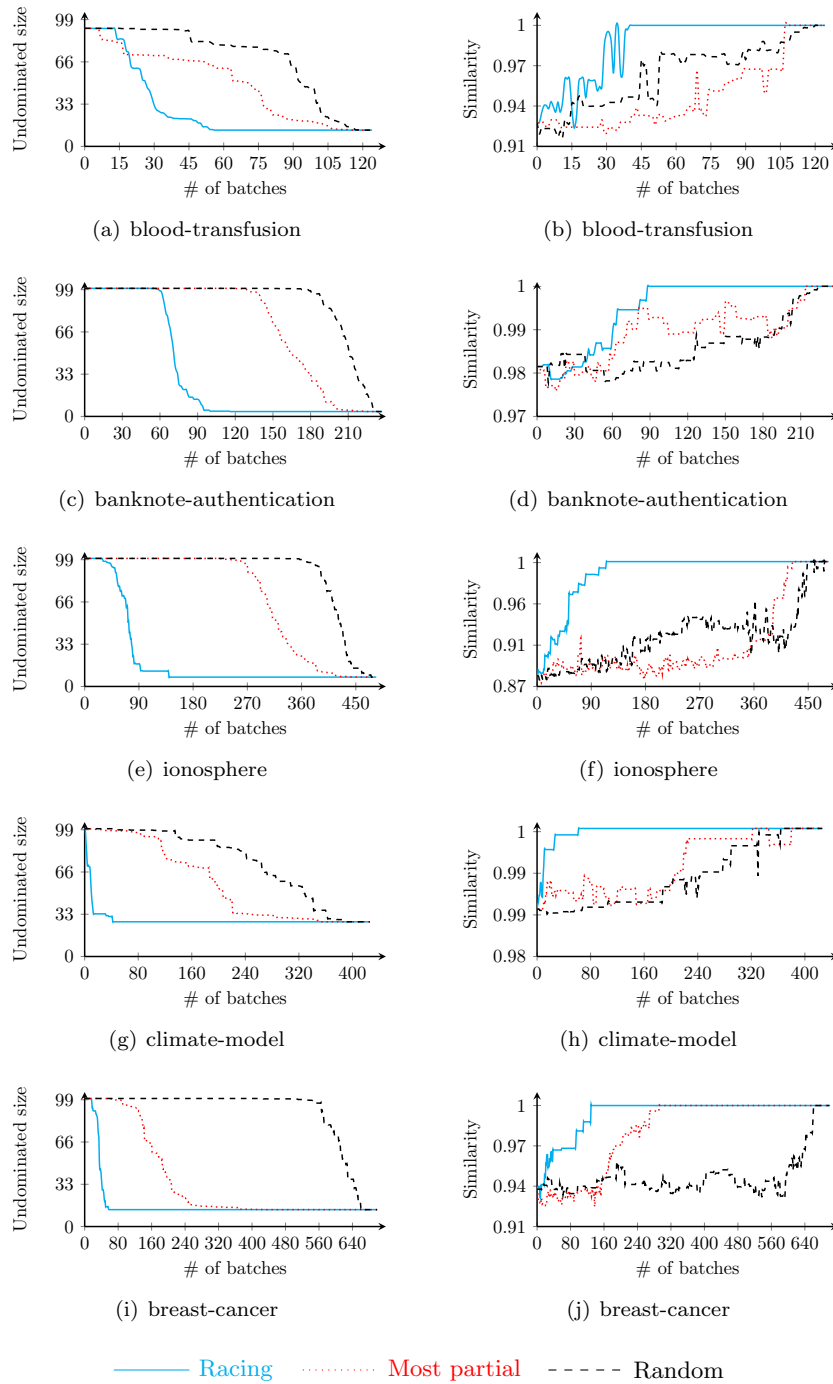 99
66
33
0
0 15 30 45 60 75 90 105 120
# of batches
Undominated size
(a) blood-transfusion
1
0.97
0.94
0.91
0 15 30 45 60 75 90 105 120
# of batches
Similarity
(b) blood-transfusion
99
66
33
0
0 30 60 90 120 150 180 210
# of batches
Undominated size
(c) banknote-authentication
1
0.99
0.98
0.97
0 30 60 90 120 150 180 210
# of batches
Similarity
(d) banknote-authentication
99
66
33
0
0 90 180 270 360 450
# of batches
Undominated size
(e) ionosphere
1
0.96
0.91
0.87
0 90 180 270 360 450
# of batches
Similarity
(f) ionosphere
99
66
33
0
0 80 160 240 320 400
# of batches
Undominated size
(g) climate-model
1
0.99
0.99
0.98
0 80 160 240 320 400
# of batches
Similarity
(h) climate-model
99
66
33
0
0 80 160 240 320 400 480 560 640
# of batches
Undominated size
(i) breast-cancer
1
0.97
0.94
0.91
0 80 160 240 320 400 480 560 640
# of batches
Similarity
(j) breast-cancer
Racing Most partial Random